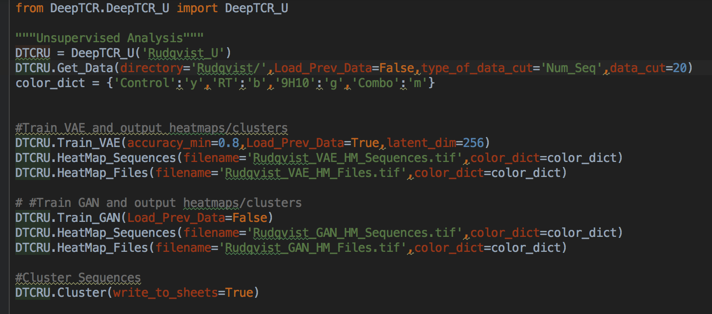 from DeepTCR.DeepTCR_U import DeepTCR_U
"""Unsupervised Analysis"""
DTCRU = DeepTCR_U('Rudqvist_U')
DTCRU.Get_Data(directory='Rudqvist/',Load_Prev_Data=False,type_of_data_cut='Num_Seq',data_cut=20)
color_dict = {'Control':'y','RT':'b','9H10':'g','Combo':'m'}
#Train VAE and output heatmaps/clusters
DTCRU.Train_VAE(accuracy_min=0.8,Load_Prev_Data=True,latent_dim=256)
DTCRU.HeatMap_Sequences(filename='Rudqvist_VAE_HM_Sequences.tif',color_dict=color_dict)
DTCRU.HeatMap_Files(filename='Rudqvist_VAE_HM_Files.tif',color_dict=color_dict)
# #Train GAN and output heatmaps/clusters
DTCRU.Train_GAN(Load_Prev_Data=False)
DTCRU.HeatMap_Sequences(filename='Rudqvist_GAN_HM_Sequences.tif',color_dict=color_dict)
DTCRU.HeatMap_Files(filename='Rudqvist_GAN_HM_Files.tif',color_dict=color_dict)
#Cluster Sequences
DTCRU.Cluster(write_to_sheets=True)